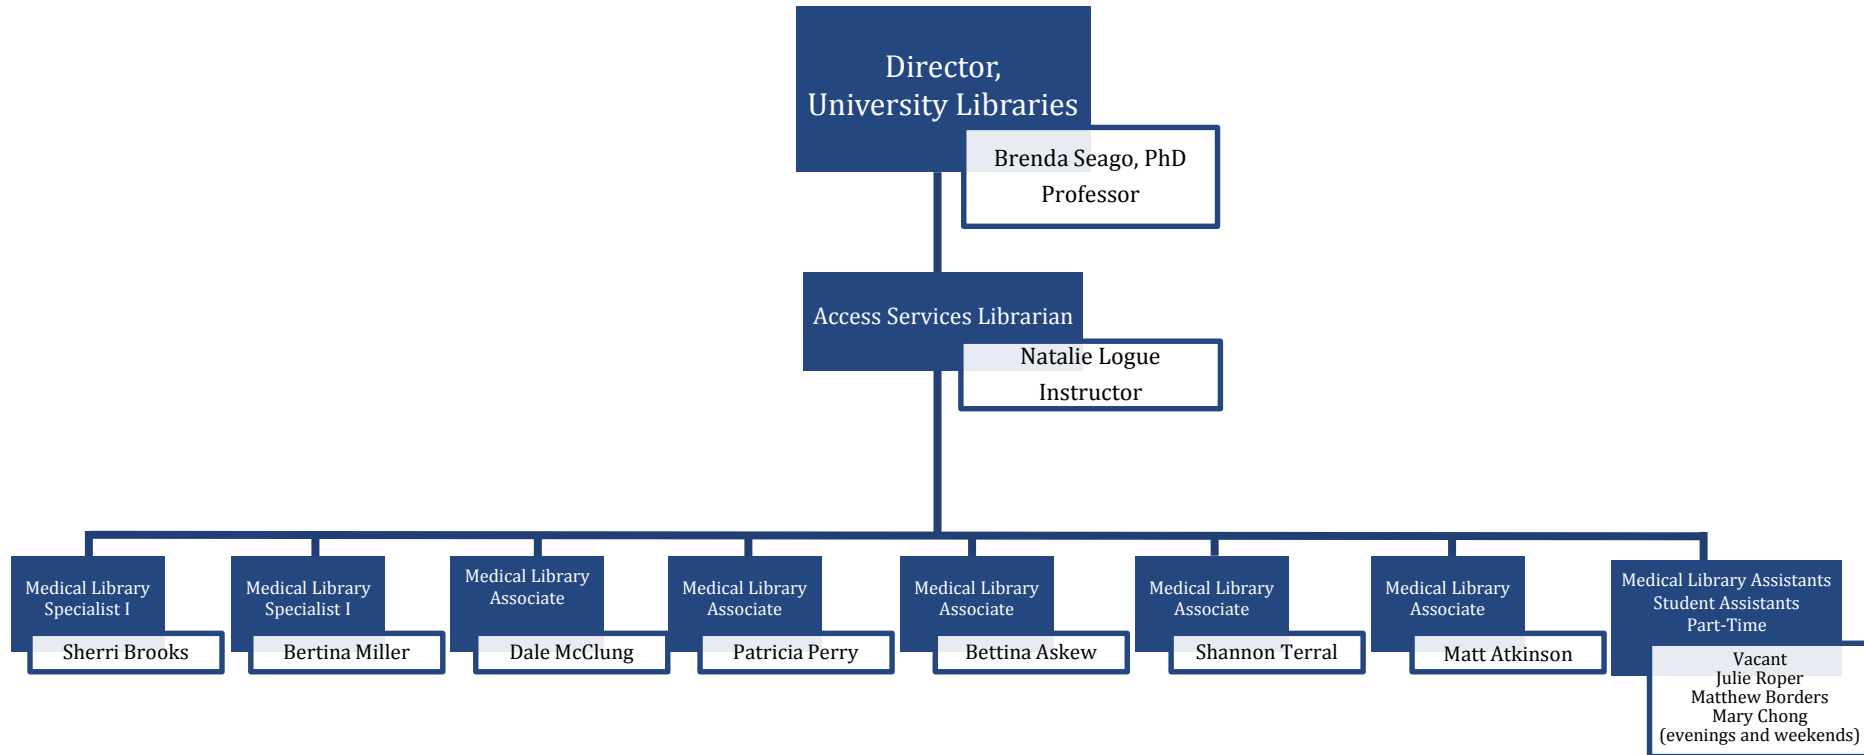 Director,
University Libraries
Brenda Seago, PhD
Professor
Access Services Librarian
Natalie Logue
Instructor
Medical Library
Specialist I
Sherri Brooks
Medical Library
Specialist I
Bertina Miller
Medical Library
Associate
Dale McClung
Medical Library
Associate
Patricia Perry
Medical Library
Associate
Bettina Askew
Medical Library
Associate
Shannon Terral
Medical Library
Associate
Matt Atkinson
Medical Library Assistants
Student Assistants
Part-Time
Vacant
Julie Roper
Matthew Borders
Mary Chong
(evenings and weekends)